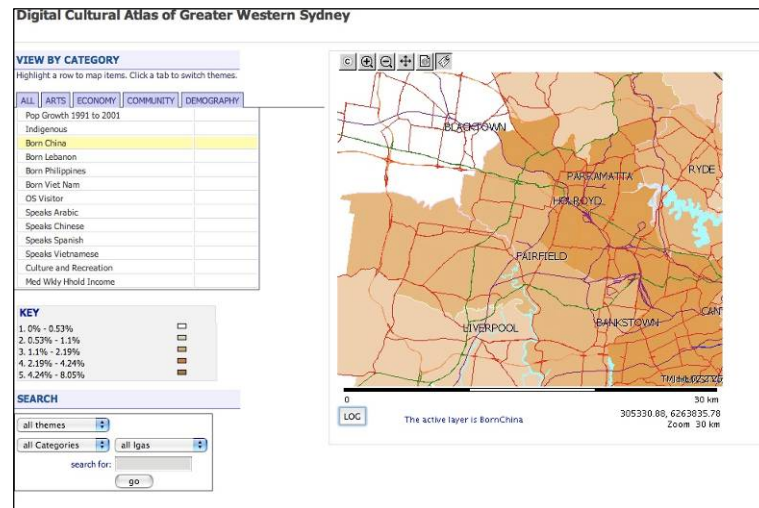 Digital Cultural Atlas of Greater Western Sydney
VIEW BY CATEGORY
Highlight a row to map items. Click a tab to switch themes.
ALL ARTS ECONOMY COMMUNITY DEMOGRAPHY
Pop Growth 1991 to 2001
Indigenous
Born China
Born Lebanon
Born Philippines
Born Viet Nam
OS Visitor
Speaks Arabic
Speaks Chinese
Speaks Spanish
Speaks Vietnamese
Culture and Recreation
Med Wkly Hhold Income
KEY
1. 0% - 0.53%
2. 0.53% - 1.1%
3. 1.1% - 2.19%
4. 2.19% - 4.24%
5. 4.24% - 8.05%
SEARCH
all themes
all Categories all lgas
search for:
go
C
BLACKTOWN
PARRAMATTA
RYDE
HOLROYD
FAIRFIELD
LIVERPOOL
BANKSTOWN
CAN
0 30 km
LOG
The active layer is BornChina
305330.88, 6263835.78
Zoom 30 km